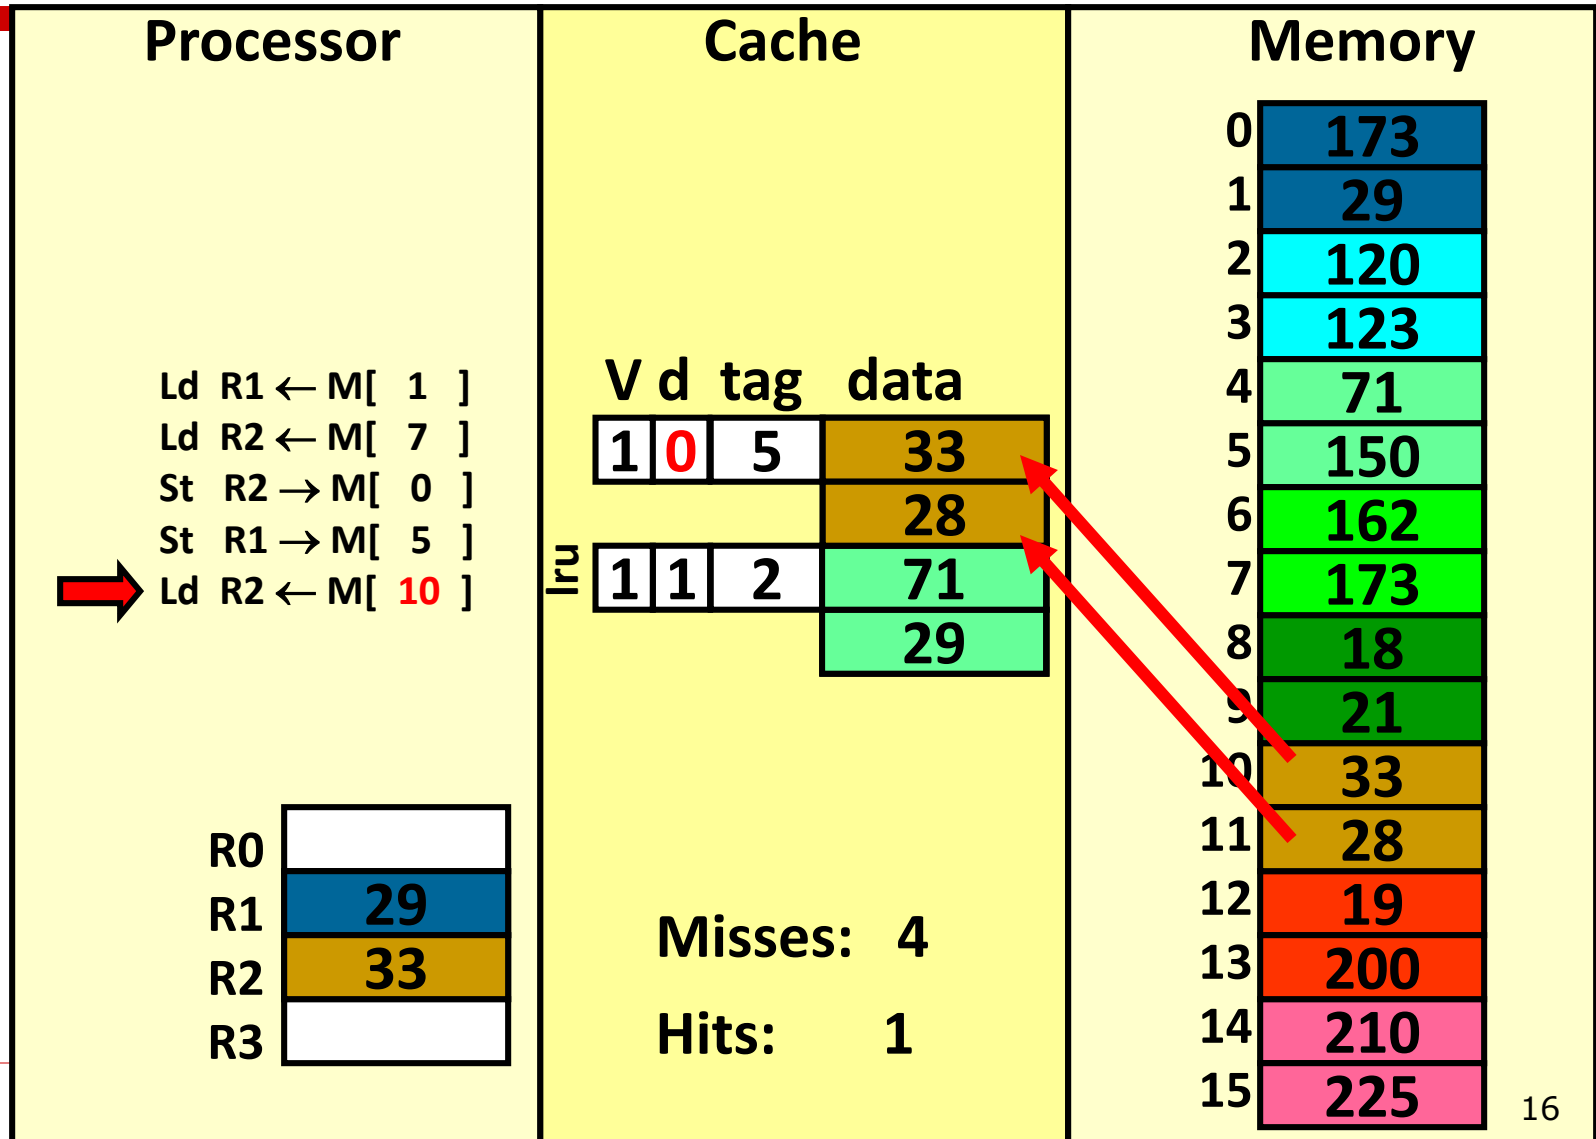 Processor
Ld R1 ← M[ 1 ]
Ld R2 ← M[ 7 ]
St R2 → M[ 0 ]
St R1 → M[ 5 ]
Ld R2 ← M[ 10 ]
R0
R1 29
R2 33
R3
Cache
V d tag data
1 0 5 33
28
lru
1 1 2 71
29
Misses: 4
Hits: 1
Memory
0 173
1 29
2 120
3 123
4 71
5 150
6 162
7 173
8 18
9 21
10 33
11 28
12 19
13 200
14 210
15 225
16